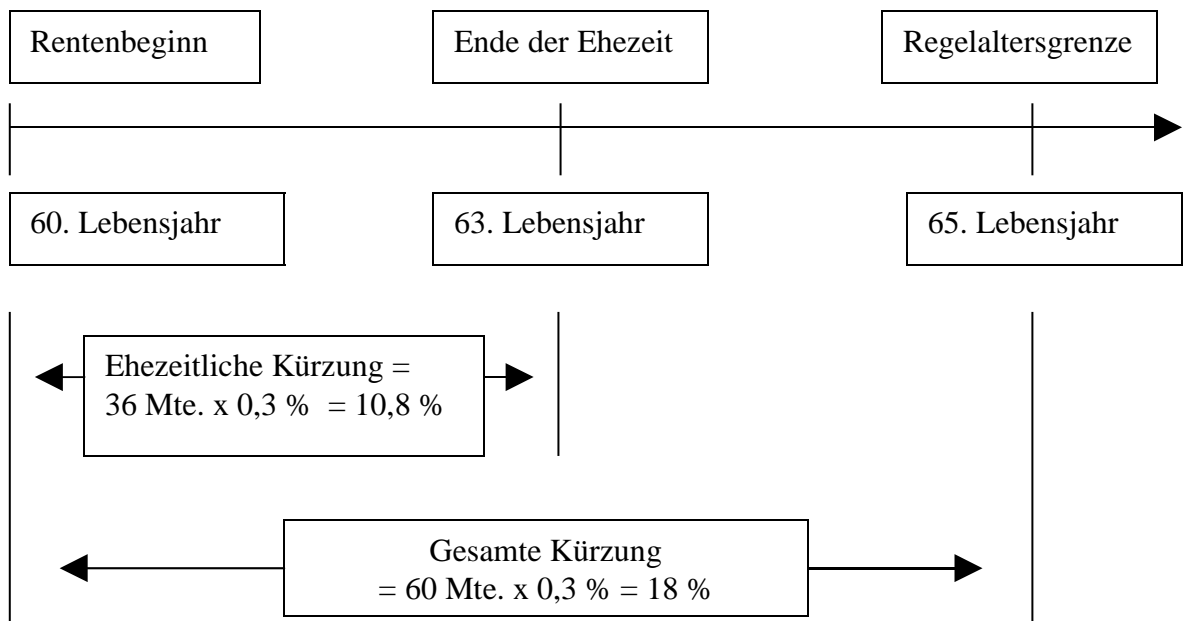 Rentenbeginn
Ende der Ehezeit
Regelaltersgrenze
60. Lebensjahr
63. Lebensjahr
65. Lebensjahr
Ehezeitliche Kürzung =
36 Mte. x 0,3 % = 10,8 %
Gesamte Kürzung
= 60 Mte. x 0,3 % = 18 %